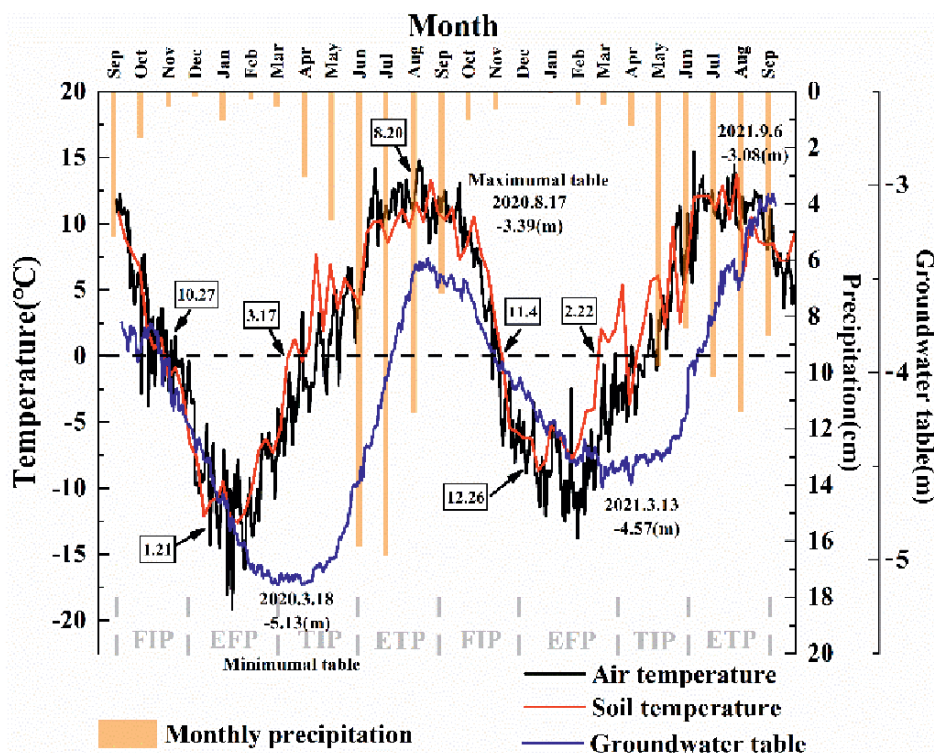 Month
Sep Oct Nov Dec Jan Feb Mar Apr May Jun Jul Aug Sep Oct Nov Dec Jan Feb Mar Apr May Jun Jul Aug Sep
20
15
10
5
0
-5
-10
-15
-20
Temperature(°C)
0
2
4
6
8
10
12
14
16
18
20
Precipitation(cm)
-3
-4
-5
Groundwater table(m)
8.20
2021.9.6
-3.08(m)
Maximumal table
2020.8.17
-3.39(m)
10.27
3.17
11.4
2.22
12.26
2021.3.13
-4.57(m)
1.21
2020.3.18
-5.13(m)
FIP EFP TIP ETP FIP EFP TIP ETP
Minimumal table
Air temperature
Soil temperature
Monthly precipitation
Groundwater table